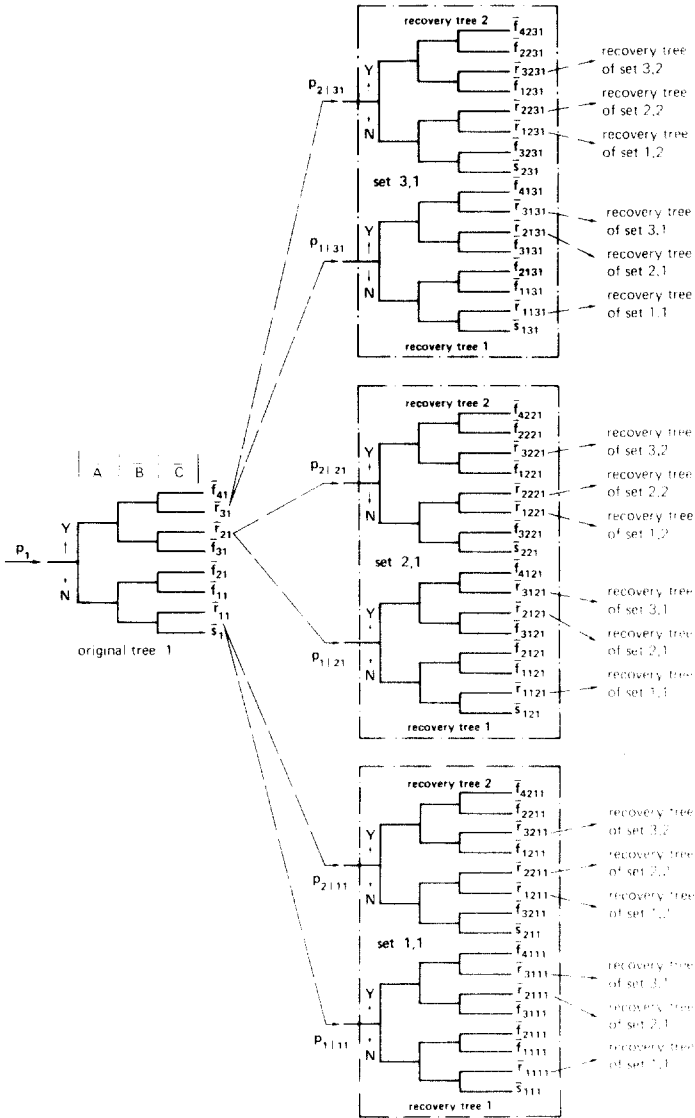 recovery tree 2
f̄4231
f̄2231
r̄3231
f̄1231
r̄2231
r̄1231
f̄3231
s̄231
p2|31
Y
N
recovery tree of set 3,2
recovery tree of set 2,2
recovery tree of set 1,2
set 3,1
f̄4131
r̄3131
r̄2131
f̄3131
f̄2131
f̄1131
r̄1131
s̄131
p1|31
Y
N
recovery tree of set 3,1
recovery tree of set 2,1
recovery tree of set 1,1
recovery tree 1
A B̄ C̄
p1
Y
N
f̄41
r̄31
r̄21
f̄31
f̄21
f̄11
r̄11
s̄1
original tree 1
recovery tree 2
f̄4221
f̄2221
r̄3221
f̄1221
r̄2221
r̄1221
f̄3221
s̄221
p2|21
Y
N
recovery tree of set 3,2
recovery tree of set 2,2
recovery tree of set 1,2
set 2,1
f̄4121
r̄3121
r̄2121
f̄3121
f̄2121
f̄1121
r̄1121
s̄121
p1|21
Y
N
recovery tree of set 3,1
recovery tree of set 2,1
recovery tree of set 1,1
recovery tree 1
recovery tree 2
f̄4211
f̄2211
r̄3211
f̄1211
r̄2211
r̄1211
f̄3211
s̄211
p2|11
Y
N
recovery tree of set 3,2
recovery tree of set 2,2
recovery tree of set
set 1,1
f̄4111
r̄3111
r̄2111
f̄3111
f̄2111
f̄1111
r̄1111
s̄111
p1|11
Y
N
recovery tree of set 3,1
recovery tree of set 2,1
recovery tree of set 1,1
recovery tree 1